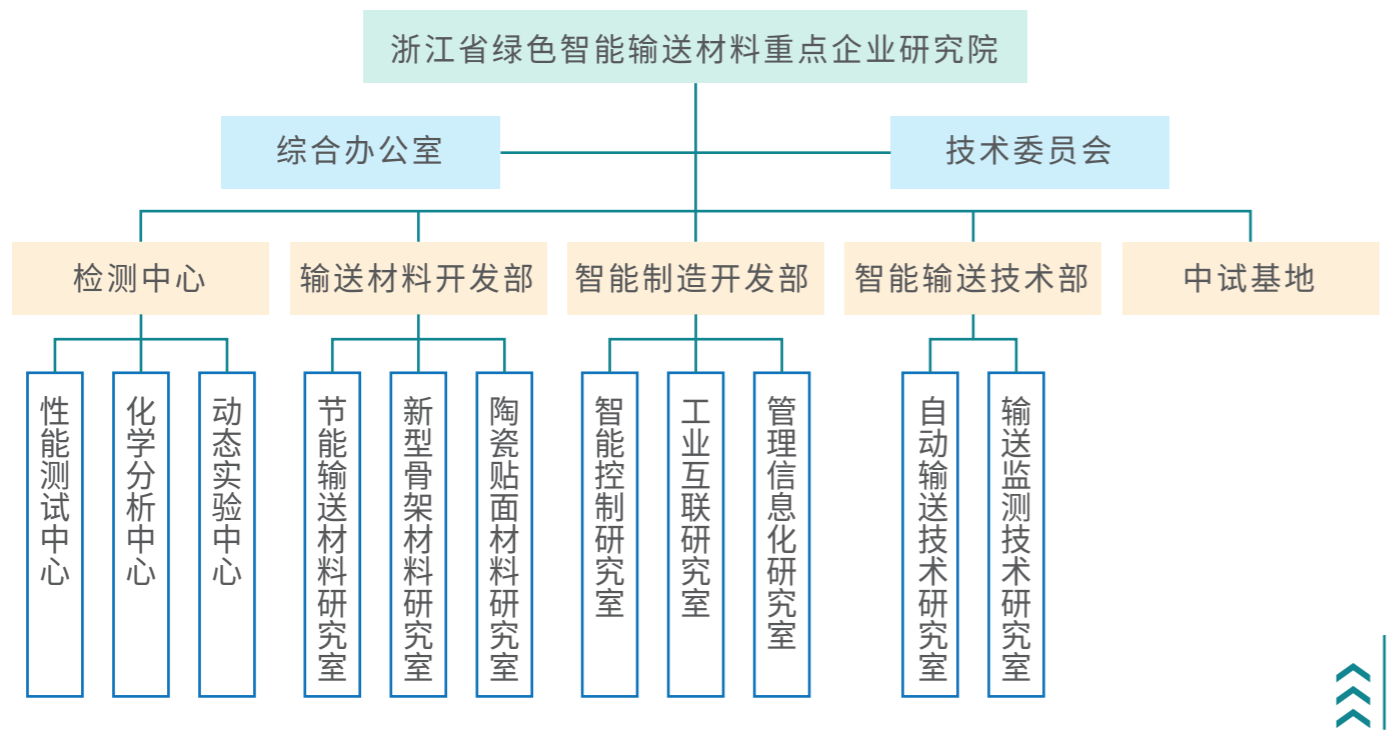 浙江省绿色智能输送材料重点企业研究院
综合办公室
技术委员会
检测中心
输送材料开发部
智能制造开发部
智能输送技术部
中试基地
性能测试中心
化学分析中心
动态实验中心
节能输送材料研究室
新型骨架材料研究室
陶瓷贴面材料研究室
智能控制研究室
工业互联研究室
管理信息化研究室
自动输送技术研究室
输送监测技术研究室